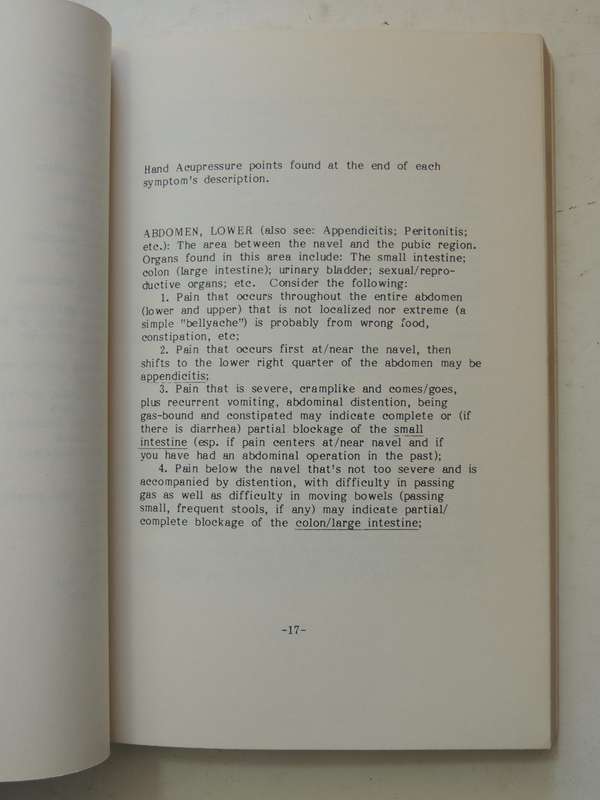 Hand Acupressure points found at the end of each
symptom's description.
ABDOMEN, LOWER (also see: Appendicitis; Peritonitis;
etc.): The area between the navel and the pubic region.
Organs found in this area include: The small intestine;
colon (large intestine); urinary bladder; sexual/repro-
ductive organs; etc. Consider the following:
1. Pain that occurs throughout the entire abdomen
(lower and upper) that is not localized nor extreme (a
simple "bellyache") is probably from wrong food,
constipation, etc;
2. Pain that occurs first at/near the navel, then
shifts to the lower right quarter of the abdomen may be
appendicitis;
3. Pain that is severe, cramplike and comes/goes,
plus recurrent vomiting, abdominal distention, being
gas-bound and constipated may indicate complete or (if
there is diarrhea) partial blockage of the small
intestine (esp. if pain centers at/near navel and if
you have had an abdominal operation in the past);
4. Pain below the navel that's not too severe and is
accompanied by distention, with difficulty in passing
gas as well as difficulty in moving bowels (passing
small, frequent stools, if any) may indicate partial/
complete blockage of the colon/large intestine;
-17-